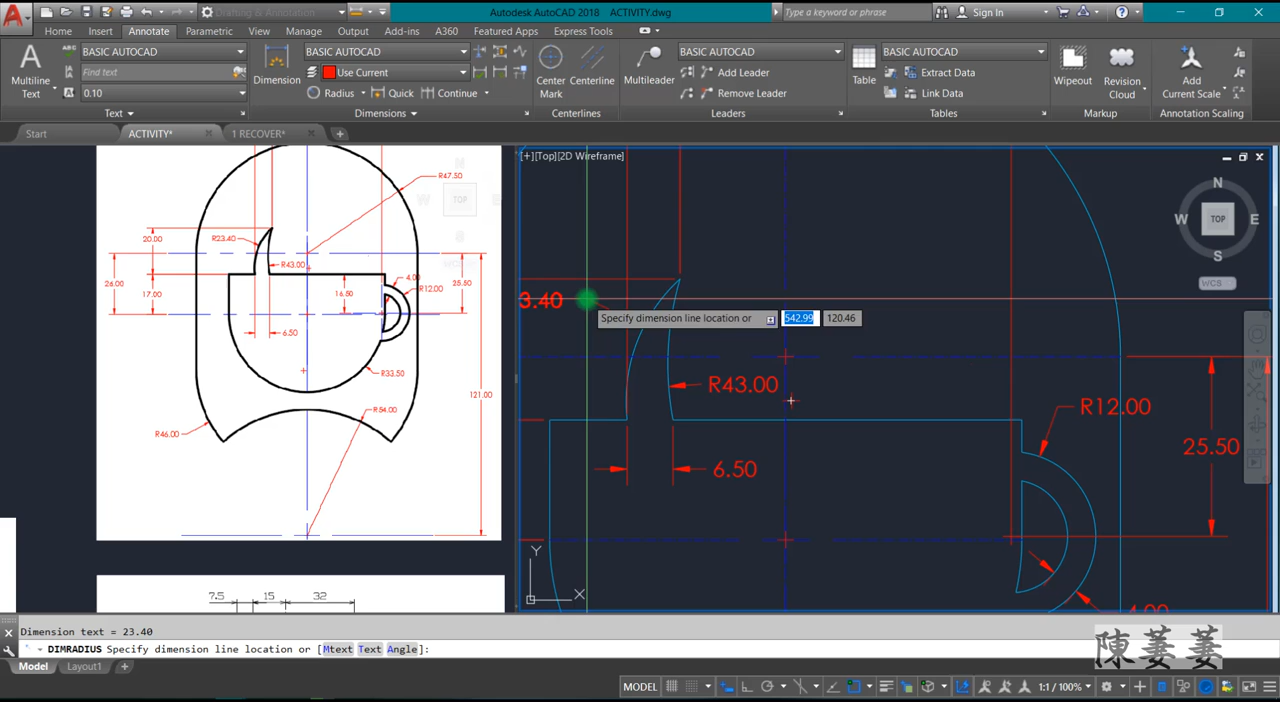 Drafting & Annotation
Autodesk AutoCAD 2018 ACTIVITY.dwg
Type a keyword or phrase
Sign In
Home Insert Annotate Parametric View Manage Output Add-ins A360 Featured Apps Express Tools
BASIC AUTOCAD
Find text
0.10
Multiline
Text
Text
Dimension
BASIC AUTOCAD
Use Current
Radius
Quick
Continue
Dimensions
Center
Mark
Centerline
Centerlines
Multileader
BASIC AUTOCAD
Add Leader
Remove Leader
Leaders
Table
BASIC AUTOCAD
Extract Data
Link Data
Tables
Wipeout
Revision
Cloud
Markup
Add
Current Scale
Annotation Scaling
Start
ACTIVITY*
1 RECOVER*
N
W
TOP
S
R47.50
20.00
R23.40
R43.00
4.00
R12.00
26.00
17.00
16.50
25.50
6.50
R33.50
R54.00
121.00
R46.00
7.5 15 32
[+][Top][2D Wireframe]
N
W TOP E
S
WCS
3.40
Specify dimension line location or
542.99
120.46
R43.00
R12.00
25.50
6.50
4.00
Y
X
Dimension text = 23.40
DIMRADIUS Specify dimension line location or [Mtext Text Angle]:
陳萋萋
Model
Layout1
MODEL
1:1 / 100%